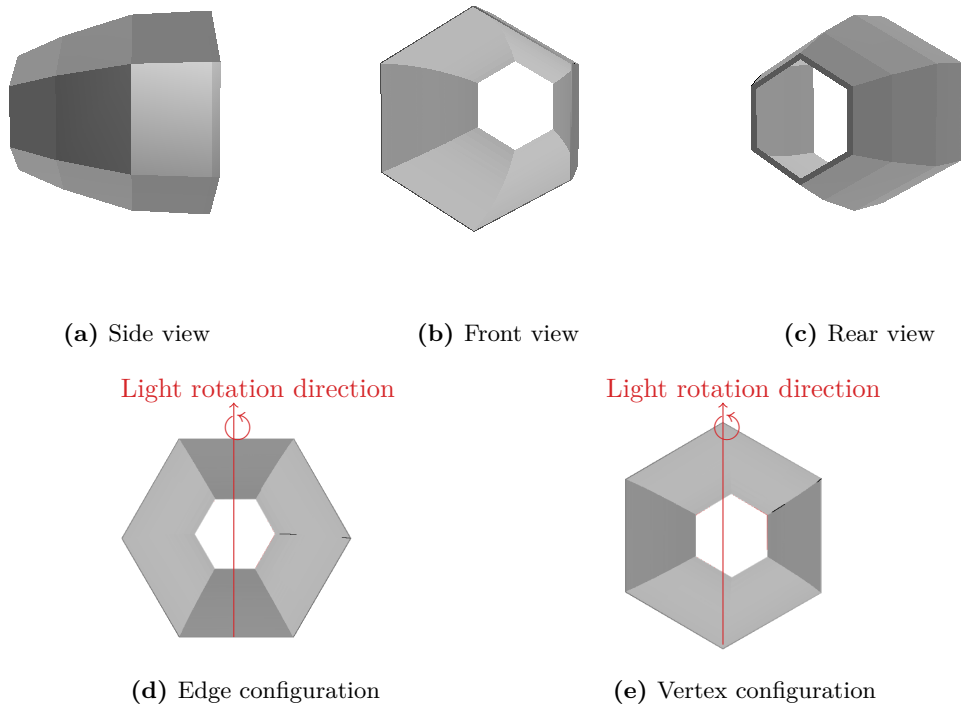 (a) Side view
(b) Front view
(c) Rear view
Light rotation direction
Light rotation direction
(d) Edge configuration
(e) Vertex configuration